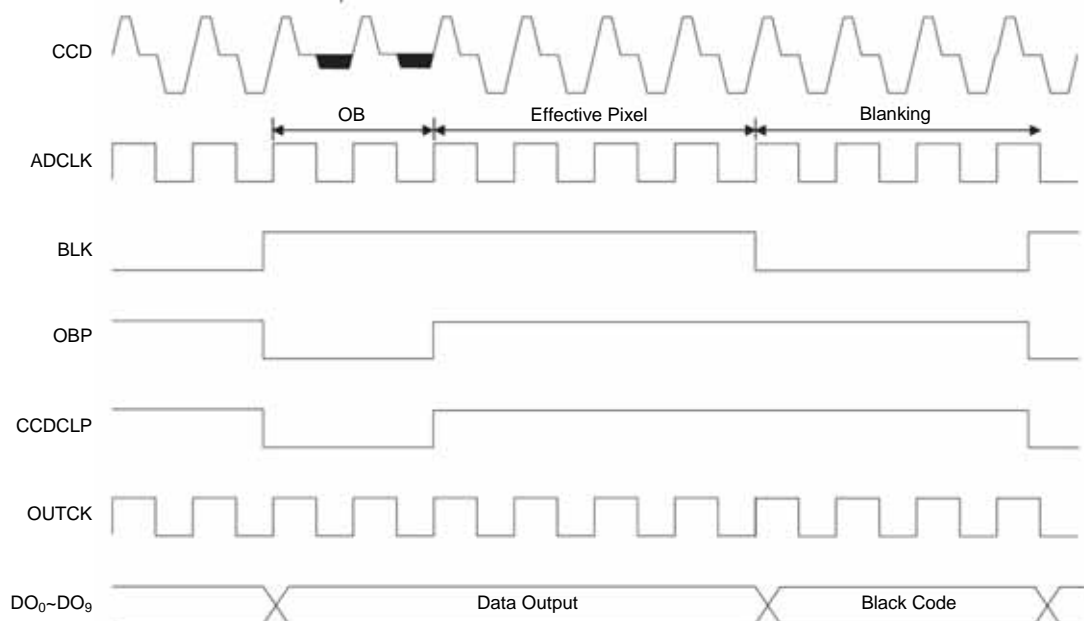 CCD
OB Effective Pixel Blanking
ADCLK
BLK
OBP
CCDCLP
OUTCK
DO₀~DO₉ Data Output Black Code